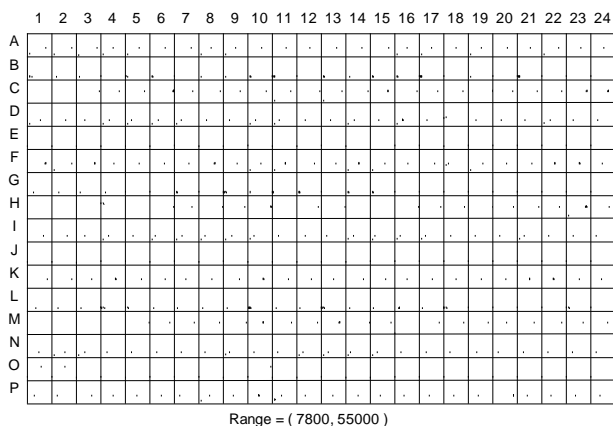 1 2 3 4 5 6 7 8 9 10 11 12 13 14 15 16 17 18 19 20 21 22 23 24
A
B
C
D
E
F
G
H
I
J
K
L
M
N
O
P
Range = ( 7800, 55000 )